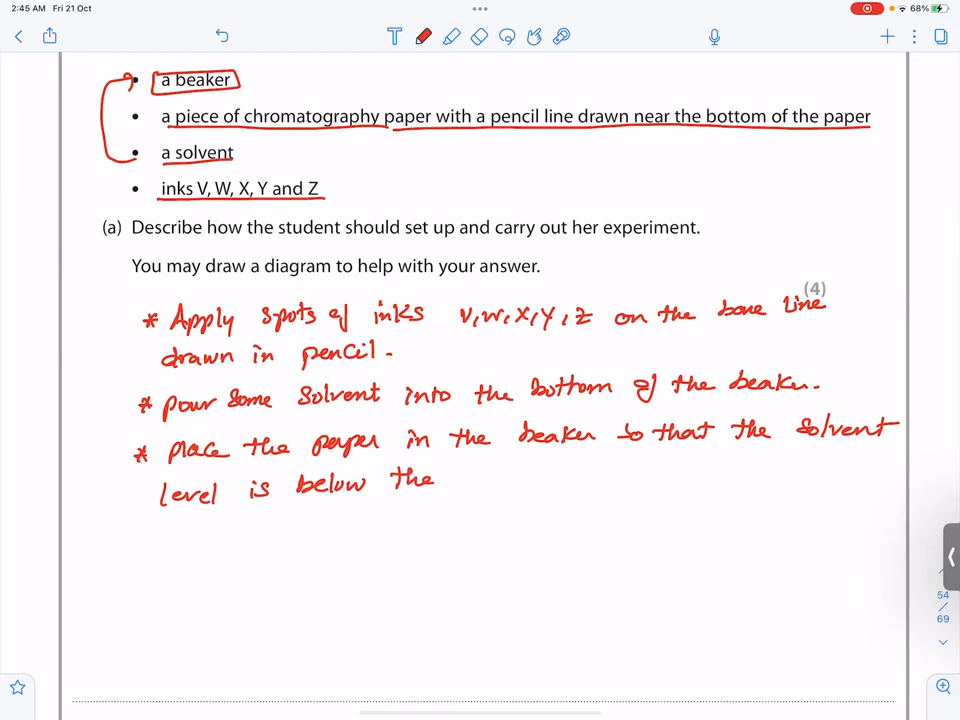 2:45 AM Fri 21 Oct
68%
• a beaker
• a piece of chromatography paper with a pencil line drawn near the bottom of the paper
• a solvent
• inks V, W, X, Y and Z
(a) Describe how the student should set up and carry out her experiment.
You may draw a diagram to help with your answer.
(4)
* Apply spots of inks V, W, X, Y, Z on the base line
drawn in pencil.
* pour some solvent into the bottom of the beaker.
* place the paper in the beaker so that the solvent
level is below the
54
/
69